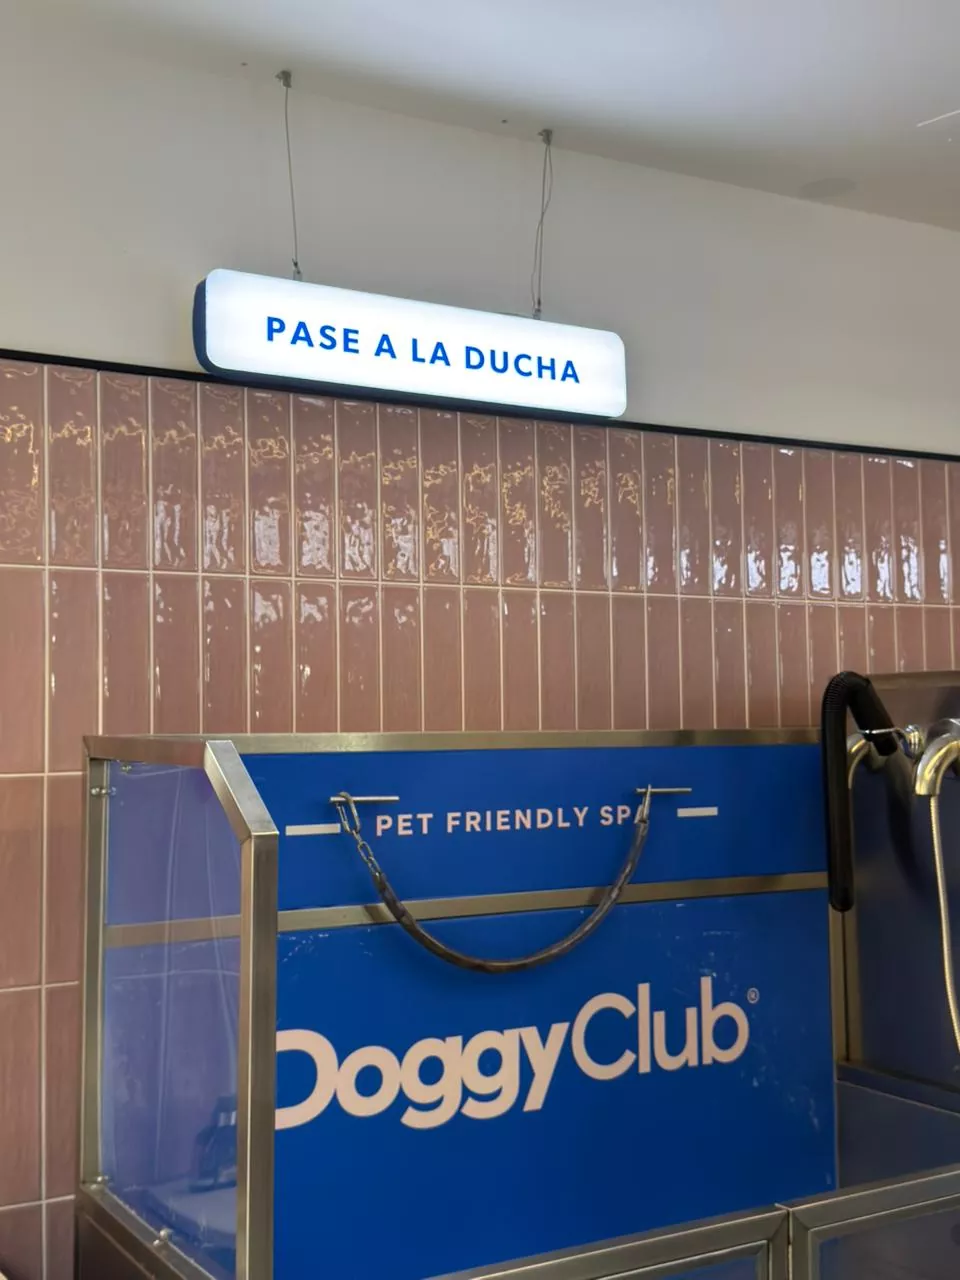 PASE A LA DUCHA
PET FRIENDLY SPA
DoggyClub®